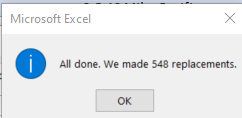 Microsoft Excel
All done. We made 548 replacements.
OK